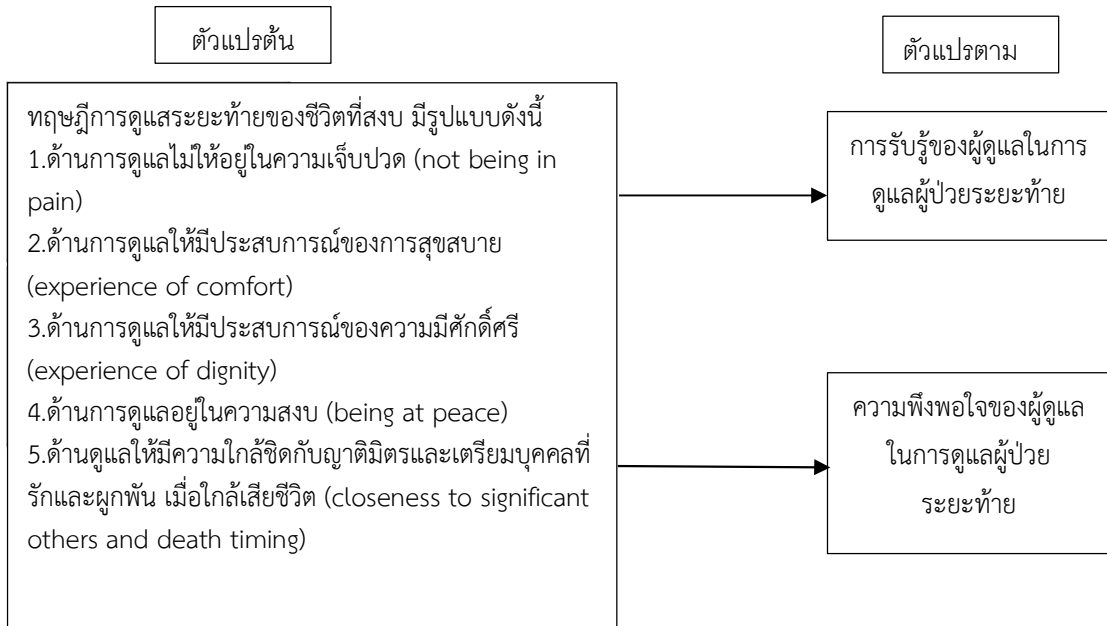 ตัวแปรต้น
ตัวแปรตาม
ทฤษฎีการดูแสระยะท้ายของชีวิตที่สงบ มีรูปแบบดังนี้
1.ด้านการดูแลไม่ให้อยู่ในความเจ็บปวด (not being in
pain)
2.ด้านการดูแลให้มีประสบการณ์ของการสุขสบาย
(experience of comfort)
3.ด้านการดูแลให้มีประสบการณ์ของความมีศักดิ์ศรี
(experience of dignity)
4.ด้านการดูแลอยู่ในความสงบ (being at peace)
5.ด้านดูแลให้มีความใกล้ชิดกับญาติมิตรและเตรียมบุคคลที่
รักและผูกพัน เมื่อใกล้เสียชีวิต (closeness to significant
others and death timing)
การรับรู้ของผู้ดูแลในการ
ดูแลผู้ป่วยระยะท้าย
ความพึงพอใจของผู้ดูแล
ในการดูแลผู้ป่วย
ระยะท้าย